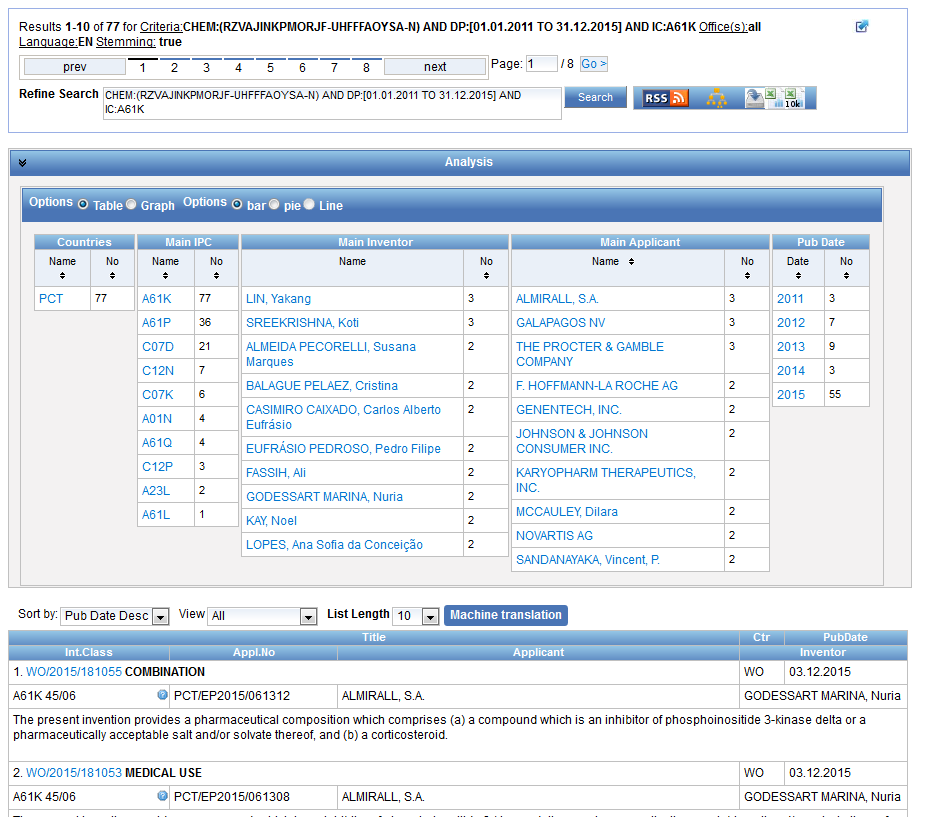 Results 1-10 of 77 for Criteria:CHEM:(RZVAJINKPMORJF-UHFFFAOYSA-N) AND DP:[01.01.2011 TO 31.12.2015] AND IC:A61K Office(s):all
Language:EN Stemming: true
prev 1 2 3 4 5 6 7 8 next Page: 1 / 8 Go >
Refine Search CHEM:(RZVAJINKPMORJF-UHFFFAOYSA-N) AND DP:[01.01.2011 TO 31.12.2015] AND
IC:A61K
Search RSS 10k
Analysis
Options Table Graph Options bar pie Line
Countries
Name No
PCT 77
Main IPC
Name No
A61K 77
A61P 36
C07D 21
C12N 7
C07K 6
A01N 4
A61Q 4
C12P 3
A23L 2
A61L 1
Main Inventor
Name No
LIN, Yakang 3
SREEKRISHNA, Koti 3
ALMEIDA PECORELLI, Susana 2
Marques
BALAGUE PELAEZ, Cristina 2
CASIMIRO CAIXADO, Carlos Alberto 2
Eufrásio
EUFRÁSIO PEDROSO, Pedro Filipe 2
FASSIH, Ali 2
GODESSART MARINA, Nuria 2
KAY, Noel 2
LOPES, Ana Sofia da Conceição 2
Main Applicant
Name No
ALMIRALL, S.A. 3
GALAPAGOS NV 3
THE PROCTER & GAMBLE 3
COMPANY
F. HOFFMANN-LA ROCHE AG 2
GENENTECH, INC. 2
JOHNSON & JOHNSON 2
CONSUMER INC.
KARYOPHARM THERAPEUTICS, 2
INC.
MCCAULEY, Dilara 2
NOVARTIS AG 2
SANDANAYAKA, Vincent, P. 2
Pub Date
Date No
2011 3
2012 7
2013 9
2014 3
2015 55
Sort by: Pub Date Desc View All List Length 10 Machine translation
Title Ctr PubDate
Int.Class Appl.No Applicant Inventor
1. WO/2015/181055 COMBINATION WO 03.12.2015
A61K 45/06 PCT/EP2015/061312 ALMIRALL, S.A. GODESSART MARINA, Nuria
The present invention provides a pharmaceutical composition which comprises (a) a compound which is an inhibitor of phosphoinositide 3-kinase delta or a
pharmaceutically acceptable salt and/or solvate thereof, and (b) a corticosteroid.
2. WO/2015/181053 MEDICAL USE WO 03.12.2015
A61K 45/06 PCT/EP2015/061308 ALMIRALL, S.A. GODESSART MARINA, Nuria